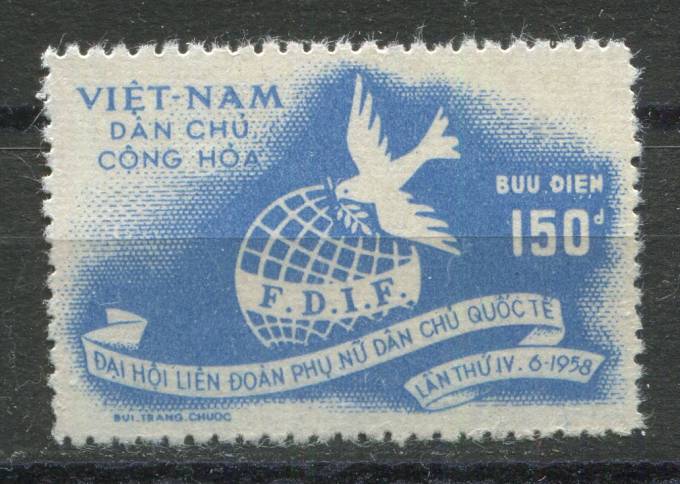 VIỆT-NAM
DÂN CHỦ
CỘNG HÒA
BUU ĐIEN
150đ
F.D.I.F.
ĐẠI HỘI LIÊN ĐOÀN PHỤ NỮ DÂN CHỦ QUỐC TẾ
LẦN THỨ IV. 6-1958
BUI.TRANG.CHUOC